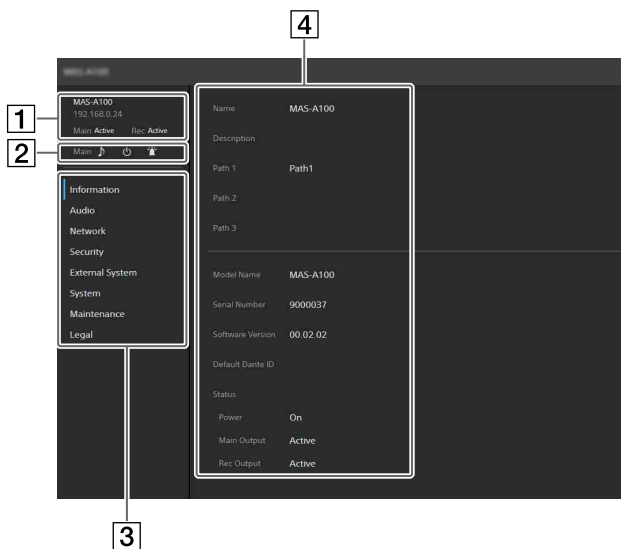 4
MAS-A100
192.168.0.24
Main Active Rec Active
1
Main
2
Information
Audio
Network
Security
External System
System
Maintenance
Legal
3
Name MAS-A100
Description
Path 1 Path1
Path 2
Path 3
Model Name MAS-A100
Serial Number 9000037
Software Version 00.02.02
Default Dante ID
Status
Power On
Main Output Active
Rec Output Active